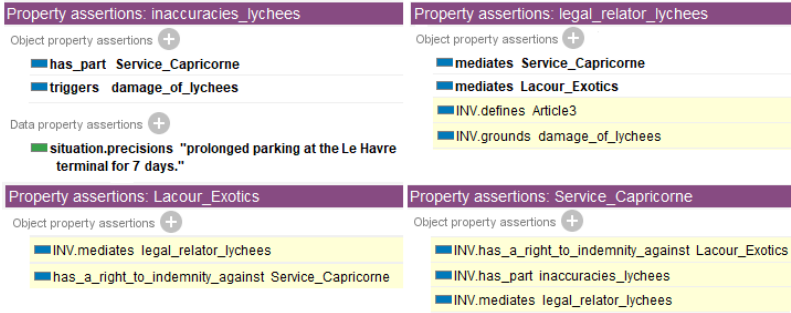 Property assertions: inaccuracies_lychees
Object property assertions
has_part Service_Capricorne
triggers damage_of_lychees
Data property assertions
situation.precisions "prolonged parking at the Le Havre
terminal for 7 days."
Property assertions: legal_relator_lychees
Object property assertions
mediates Service_Capricorne
mediates Lacour_Exotics
INV.defines Article3
INV.grounds damage_of_lychees
Property assertions: Lacour_Exotics
Object property assertions
INV.mediates legal_relator_lychees
has_a_right_to_indemnity_against Service_Capricorne
Property assertions: Service_Capricorne
Object property assertions
INV.has_a_right_to_indemnity_against Lacour_Exotics
INV.has_part inaccuracies_lychees
INV.mediates legal_relator_lychees